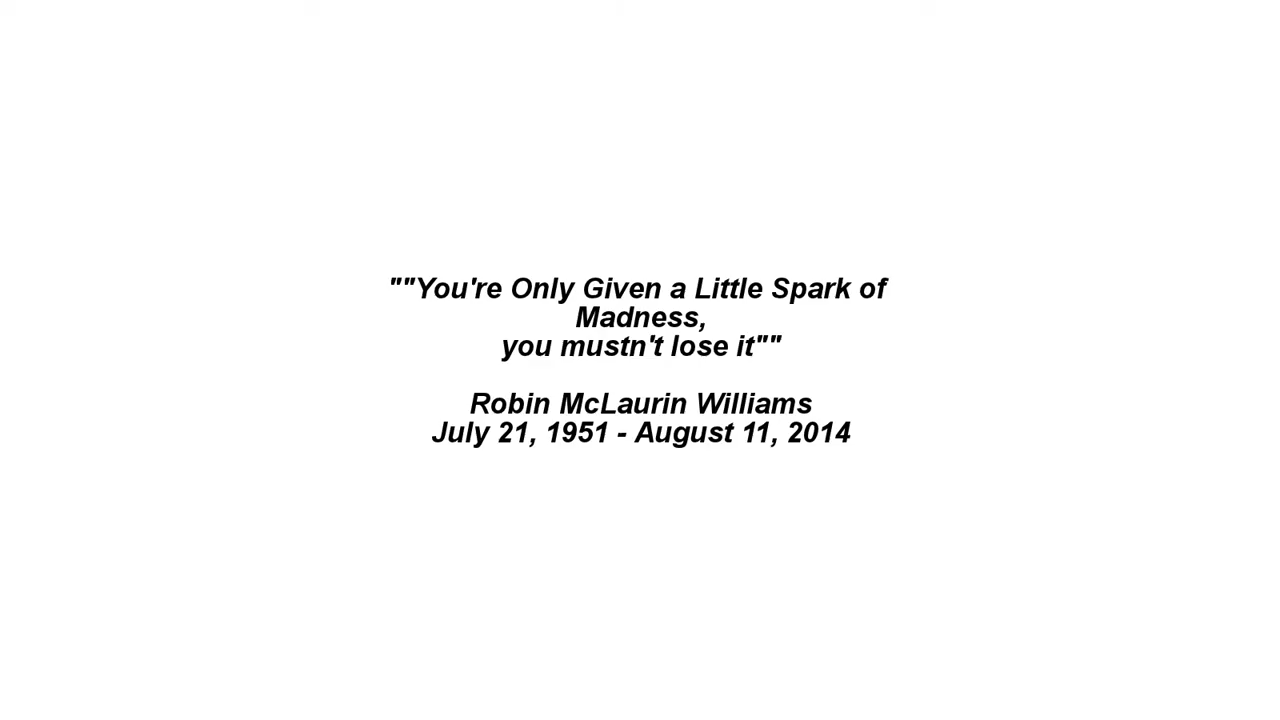 ""You're Only Given a Little Spark of
Madness,
you mustn't lose it""
Robin McLaurin Williams
July 21, 1951 - August 11, 2014